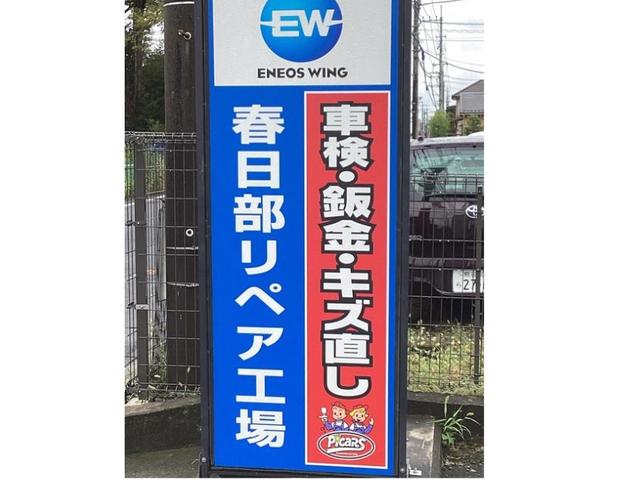 EW
ENEOS WING
車検・鈑金・キズ直し
春日部リペア工場
PiCARS
27